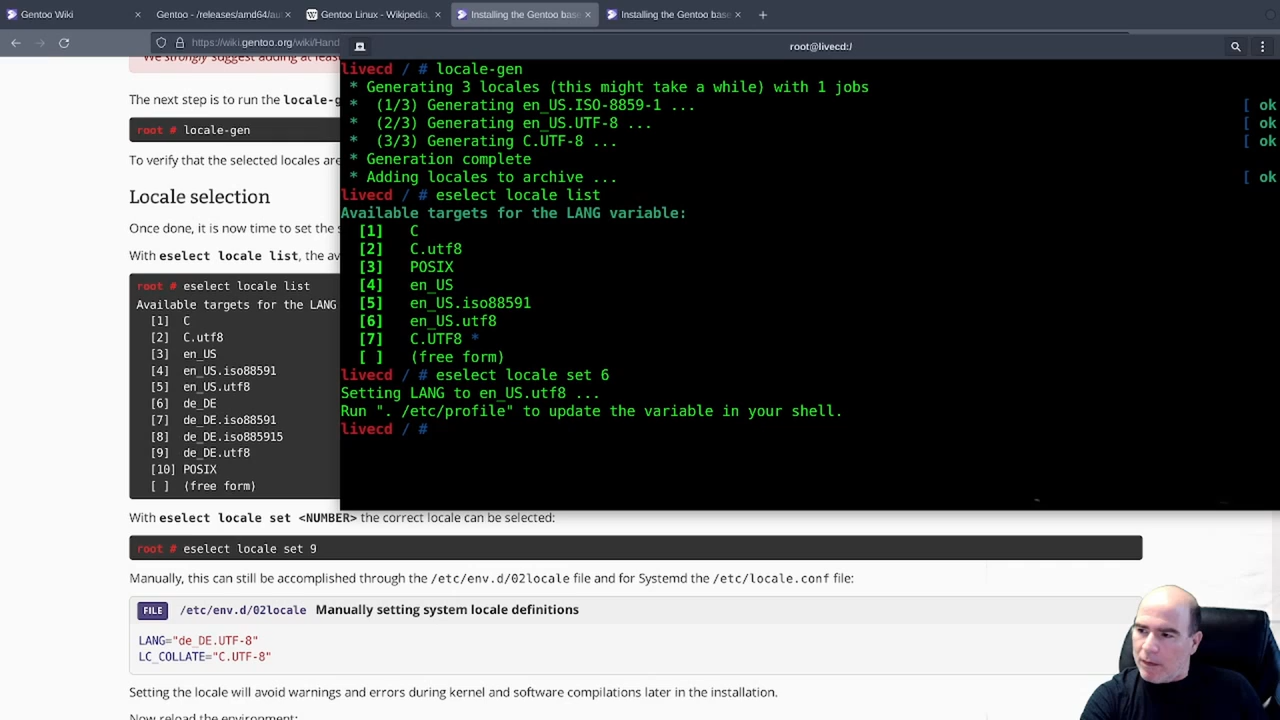 Gentoo Wiki
Gentoo - /releases/amd64/au
Gentoo Linux - Wikipedia,
Installing the Gentoo base
Installing the Gentoo base
https://wiki.gentoo.org/wiki/Hand
root@livecd:/
We strongly suggest adding at leas
The next step is to run the locale-g
root # locale-gen
To verify that the selected locales are
Locale selection
Once done, it is now time to set the s
With eselect locale list, the av
root # eselect locale list
Available targets for the LANG
[1] C
[2] C.utf8
[3] en_US
[4] en_US.iso88591
[5] en_US.utf8
[6] de_DE
[7] de_DE.iso88591
[8] de_DE.iso885915
[9] de_DE.utf8
[10] POSIX
[ ] (free form)
livecd / # locale-gen
* Generating 3 locales (this might take a while) with 1 jobs
* (1/3) Generating en_US.ISO-8859-1 ... [ ok
* (2/3) Generating en_US.UTF-8 ... [ ok
* (3/3) Generating C.UTF-8 ... [ ok
* Generation complete
* Adding locales to archive ... [ ok
livecd / # eselect locale list
Available targets for the LANG variable:
[1] C
[2] C.utf8
[3] POSIX
[4] en_US
[5] en_US.iso88591
[6] en_US.utf8
[7] C.UTF8 *
[ ] (free form)
livecd / # eselect locale set 6
Setting LANG to en_US.utf8 ...
Run ". /etc/profile" to update the variable in your shell.
livecd / #
With eselect locale set <NUMBER> the correct locale can be selected:
root # eselect locale set 9
Manually, this can still be accomplished through the /etc/env.d/02locale file and for Systemd the /etc/locale.conf file:
FILE /etc/env.d/02locale Manually setting system locale definitions
LANG="de_DE.UTF-8"
LC_COLLATE="C.UTF-8"
Setting the locale will avoid warnings and errors during kernel and software compilations later in the installation.
Now reload the environment: